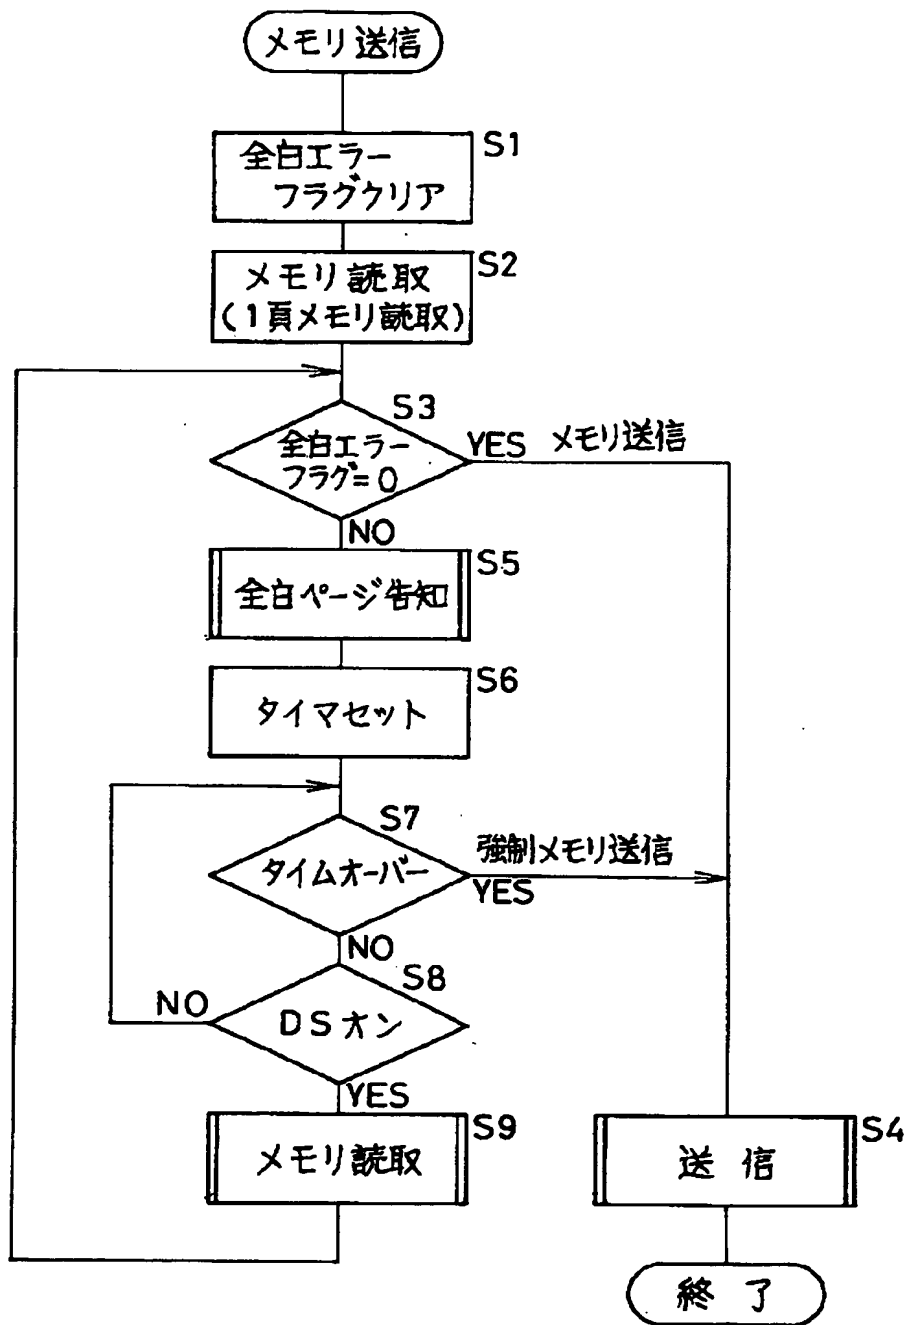 メモリ送信
S1
全白エラー
フラグクリア
S2
メモリ読取
(1頁メモリ読取)
S3
全白エラー
フラグ=0
YES メモリ送信
NO
S5
全白ページ告知
S6
タイマセット
S7
タイムオーバー
強制メモリ送信
YES
NO
S8
NO
DSオン
YES
S9
メモリ読取
S4
送信
終了